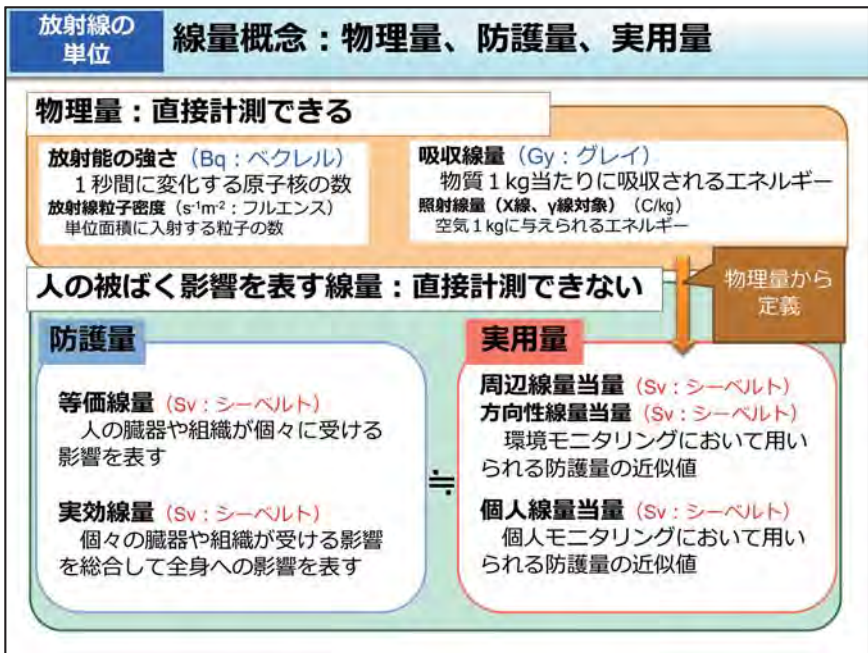 放射線の
単位
線量概念：物理量、防護量、実用量
物理量：直接計測できる
放射能の強さ（Bq：ベクレル）
１秒間に変化する原子核の数
放射線粒子密度（s⁻¹m⁻²：フルエンス）
単位面積に入射する粒子の数
吸収線量（Gy：グレイ）
物質１kg当たりに吸収されるエネルギー
照射線量（X線、γ線対象）（C/kg）
空気１kgに与えられるエネルギー
人の被ばく影響を表す線量：直接計測できない
物理量から
定義
防護量
等価線量（Sv：シーベルト）
人の臓器や組織が個々に受ける
影響を表す
実効線量（Sv：シーベルト）
個々の臓器や組織が受ける影響
を総合して全身への影響を表す
≒
実用量
周辺線量当量（Sv：シーベルト）
方向性線量当量（Sv：シーベルト）
環境モニタリングにおいて用い
られる防護量の近似値
個人線量当量（Sv：シーベルト）
個人モニタリングにおいて用い
られる防護量の近似値